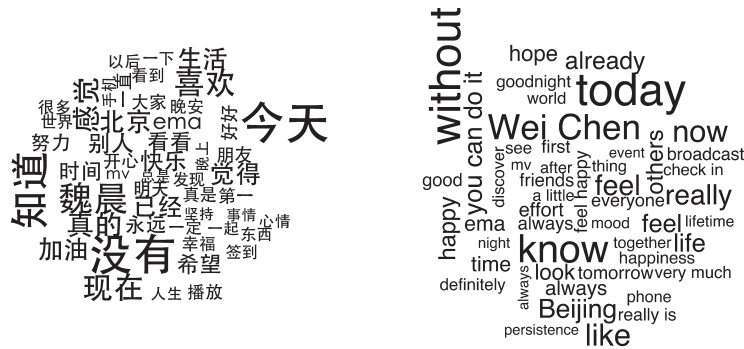 以后一下
生活
一直
看到
喜欢
手机
感觉
很多
世界
大家
晚安
北京
ema
好好
今天
努力
别人
看看
晚上
朋友
知道
时间
开心
mv
快乐
总是
发现
觉得
魏晨
明天
真是
第一
已经
坚持
事情
心情
真的
永远
一定
一起
东西
加油
没有
幸福
签到
希望
现在
人生
播放
without
hope
already
goodnight
world
today
you can do it
Wei Chen
now
see
first
discover
mv
after
event
thing
others
broadcast
check in
good
friends
a little
feel happy
feel
everyone
really
happy
effort
ema
always
mood
feel
lifetime
night
know
together
life
happiness
time
look
tomorrow
very much
definitely
always
always
Beijing
phone
really is
persistence
like